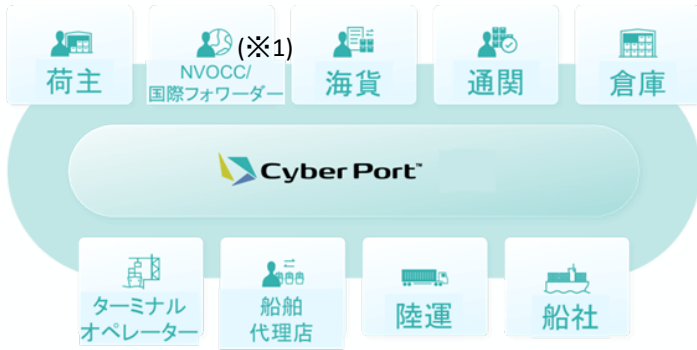 荷主
(※1)
NVOCC/
国際フォワーダー
海貨
通関
倉庫
Cyber Port™
ターミナル
オペレーター
船舶
代理店
陸運
船社